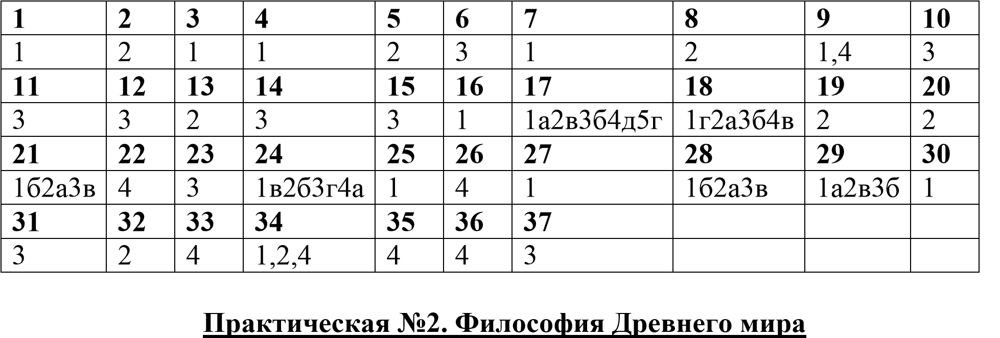 1 2 3 4 5 6 7 8 9 10
1 2 1 1 2 3 1 2 1,4 3
11 12 13 14 15 16 17 18 19 20
3 3 2 3 3 1 1а2в3б4д5г 1г2а3б4в 2 2
21 22 23 24 25 26 27 28 29 30
1б2а3в 4 3 1в2б3г4а 1 4 1 1б2а3в 1а2в3б 1
31 32 33 34 35 36 37
3 2 4 1,2,4 4 4 3
Практическая №2. Философия Древнего мира